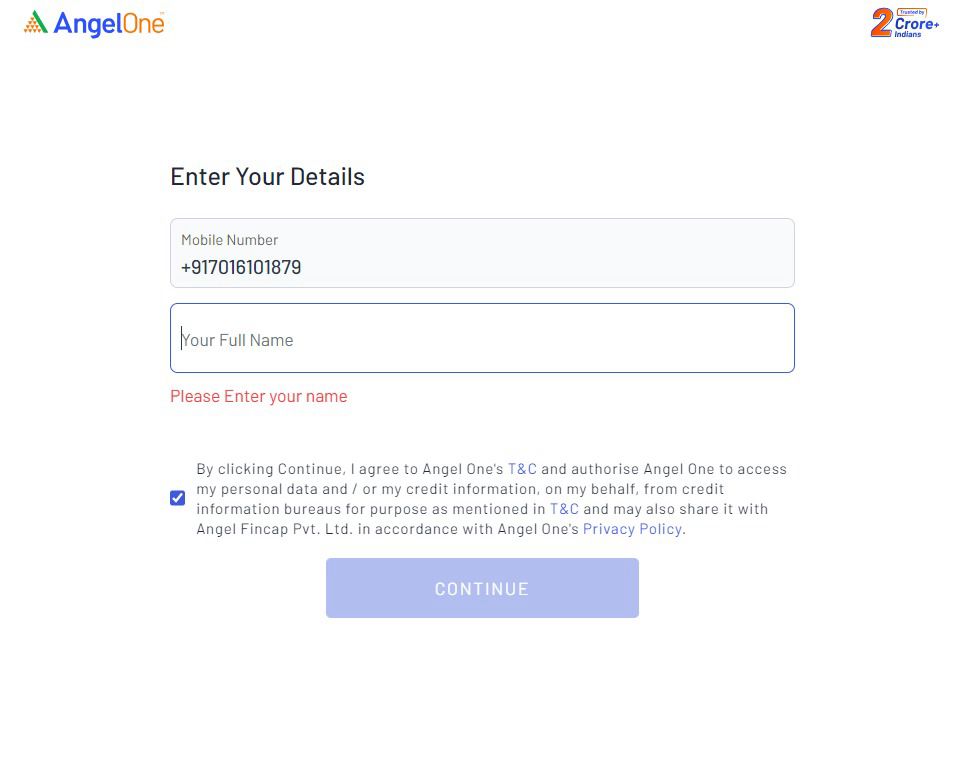 AngelOne
2 Trusted by
Crore+
Indians
Enter Your Details
Mobile Number
+917016101879
Your Full Name
Please Enter your name
By clicking Continue, I agree to Angel One's T&C and authorise Angel One to access
my personal data and / or my credit information, on my behalf, from credit
information bureaus for purpose as mentioned in T&C and may also share it with
Angel Fincap Pvt. Ltd. in accordance with Angel One's Privacy Policy.
CONTINUE